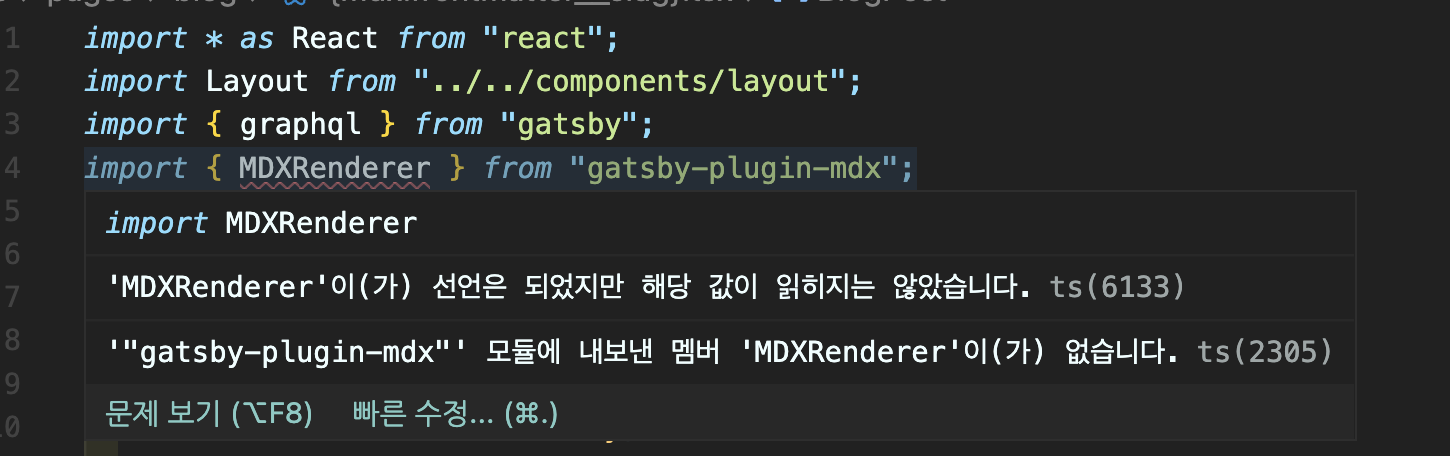 pages
blog
1 import * as React from "react";
2 import Layout from "../../components/layout";
3 import { graphql } from "gatsby";
4 import { MDXRenderer } from "gatsby-plugin-mdx";
5
import MDXRenderer
6
'MDXRenderer'이(가) 선언은 되었지만 해당 값이 읽히지는 않았습니다. ts(6133)
7
8
'"gatsby-plugin-mdx"' 모듈에 내보낸 멤버 'MDXRenderer'이(가) 없습니다. ts(2305)
9
문제 보기 (⌥F8) 빠른 수정... (⌘.)